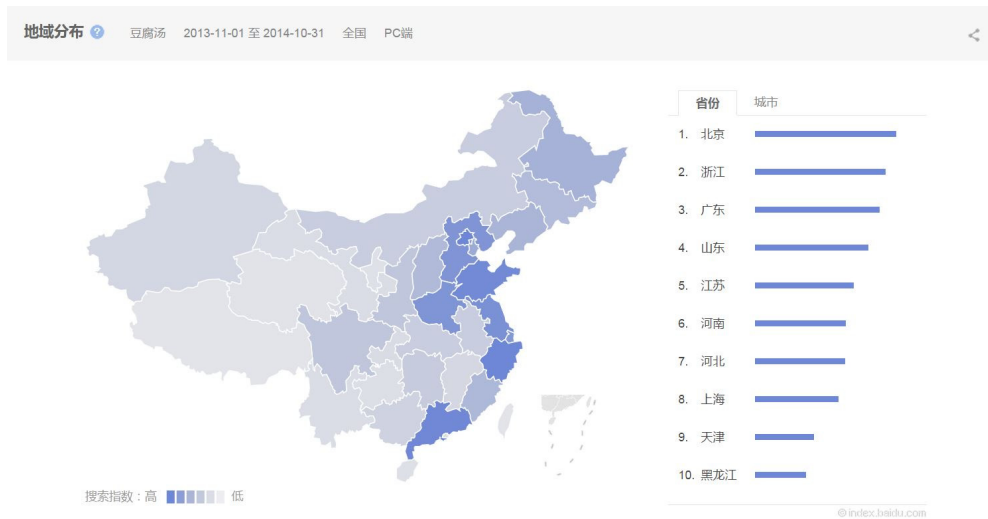 地域分布 ? 豆腐汤 2013-11-01 至 2014-10-31 全国 PC端
省份 城市
1. 北京
2. 浙江
3. 广东
4. 山东
5. 江苏
6. 河南
7. 河北
8. 上海
9. 天津
10. 黑龙江
搜索指数：高 低
©index.baidu.com